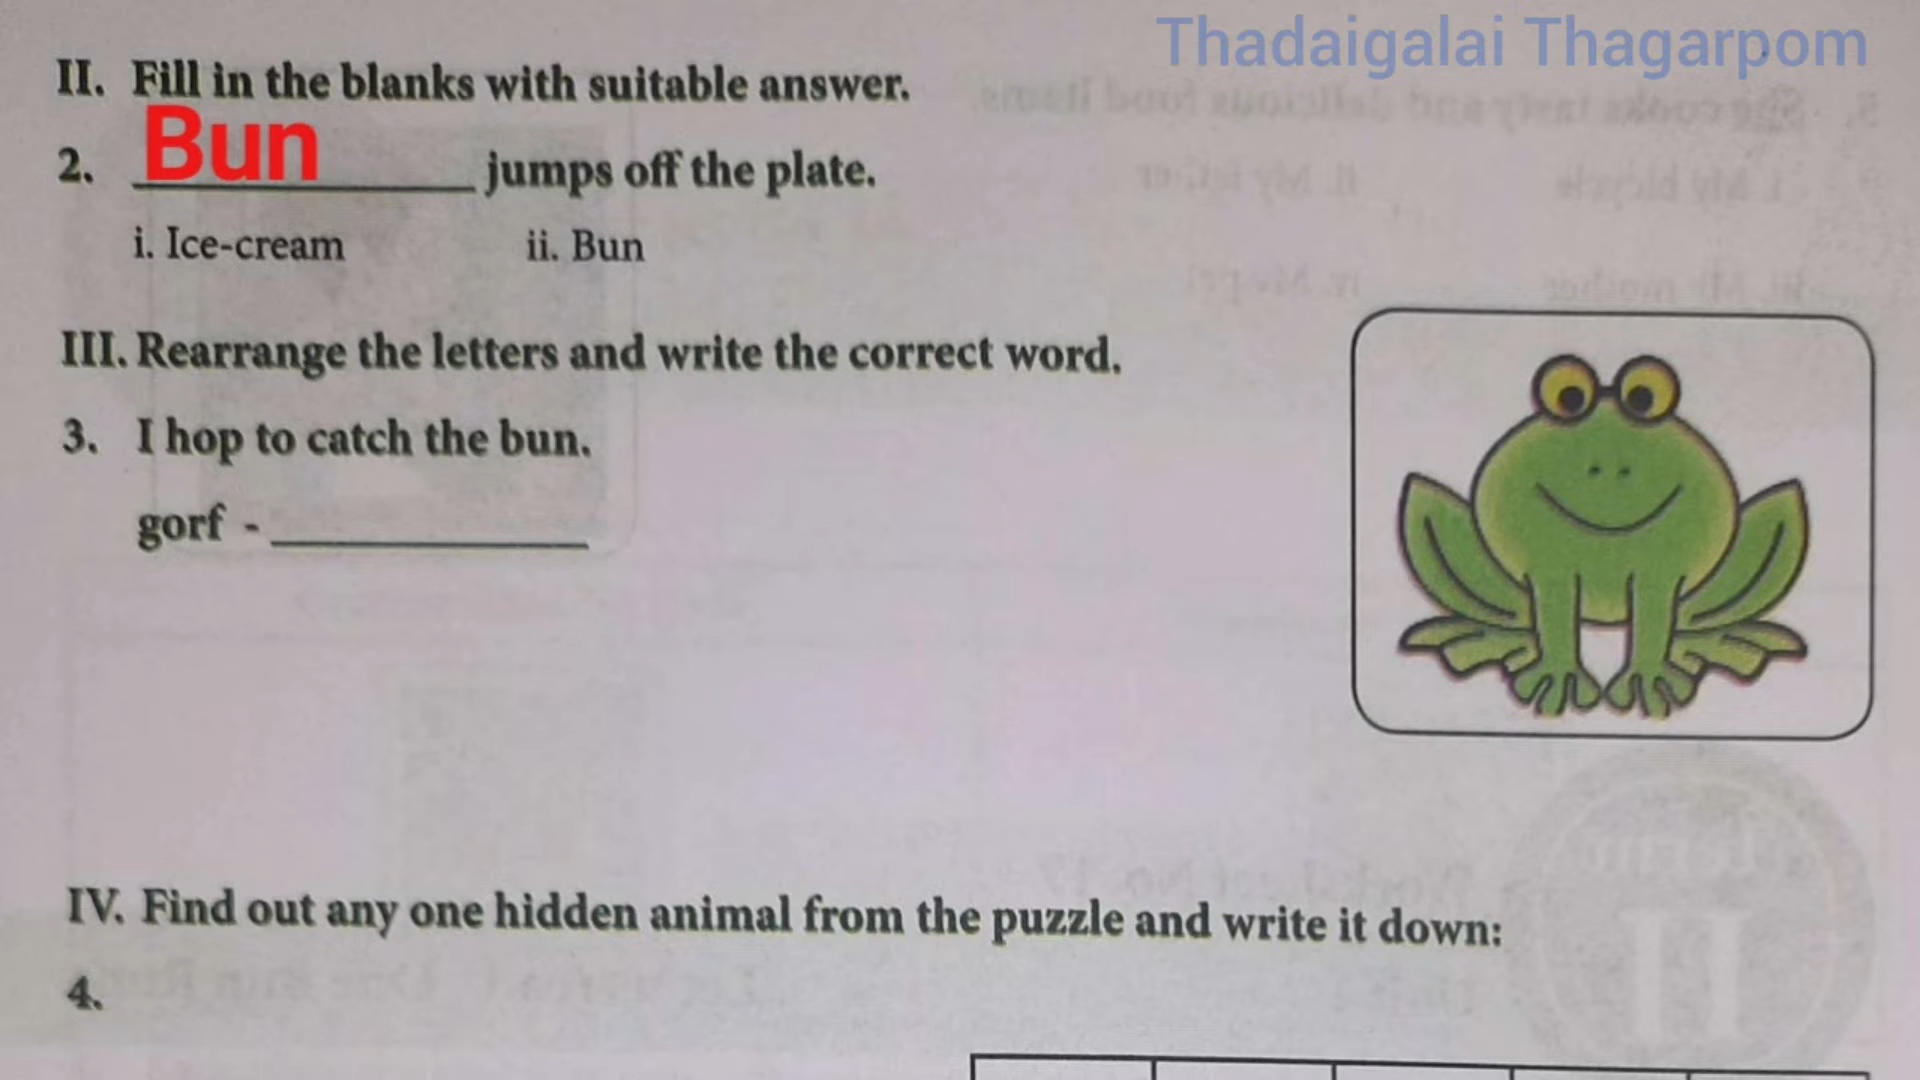 Thadaigalai Thagarpom
II. Fill in the blanks with suitable answer.
2. Bun jumps off the plate.
i. Ice-cream ii. Bun
III. Rearrange the letters and write the correct word.
3. I hop to catch the bun.
gorf - ____________
IV. Find out any one hidden animal from the puzzle and write it down:
4.